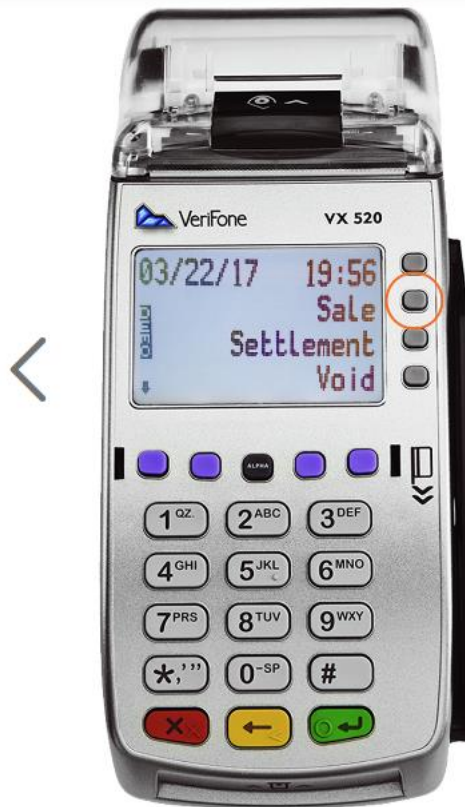 VeriFone VX 520
03/22/17 19:56
Sale
DEMO
Settlement
Void
ALPHA
1 QZ. 2 ABC 3 DEF
4 GHI 5 JKL 6 MNO
7 PRS 8 TUV 9 WXY
*,'" 0-SP #